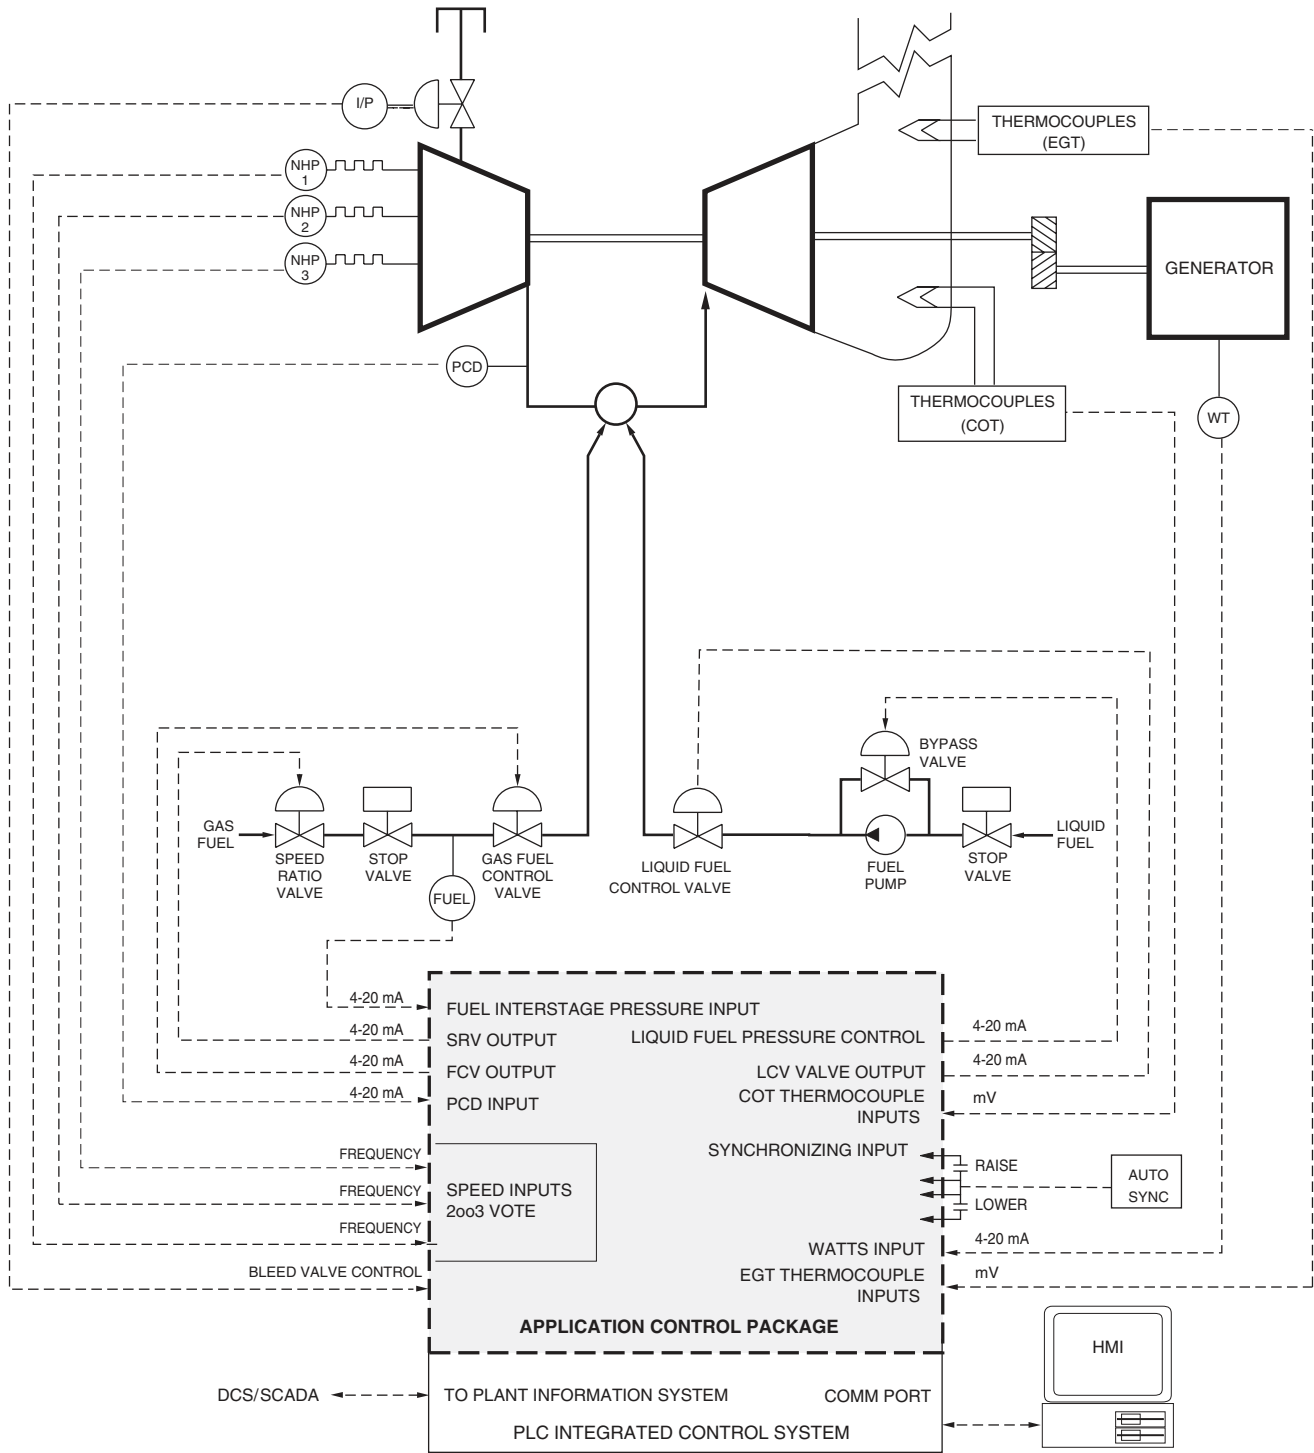 I/P
THERMOCOUPLES
(EGT)
NHP
1
NHP
2
NHP
3
GENERATOR
PCD
THERMOCOUPLES
(COT)
WT
BYPASS
VALVE
GAS
FUEL
SPEED
RATIO
VALVE
STOP
VALVE
GAS FUEL
CONTROL
VALVE
FUEL
LIQUID FUEL
CONTROL VALVE
FUEL
PUMP
STOP
VALVE
LIQUID
FUEL
4-20 mA
FUEL INTERSTAGE PRESSURE INPUT
4-20 mA
SRV OUTPUT
LIQUID FUEL PRESSURE CONTROL
4-20 mA
4-20 mA
FCV OUTPUT
LCV VALVE OUTPUT
4-20 mA
4-20 mA
PCD INPUT
COT THERMOCOUPLE
INPUTS
mV
FREQUENCY
FREQUENCY
FREQUENCY
SPEED INPUTS
2oo3 VOTE
SYNCHRONIZING INPUT
RAISE
LOWER
AUTO
SYNC
WATTS INPUT
4-20 mA
BLEED VALVE CONTROL
EGT THERMOCOUPLE
INPUTS
mV
APPLICATION CONTROL PACKAGE
HMI
DCS/SCADA
TO PLANT INFORMATION SYSTEM
COMM PORT
PLC INTEGRATED CONTROL SYSTEM